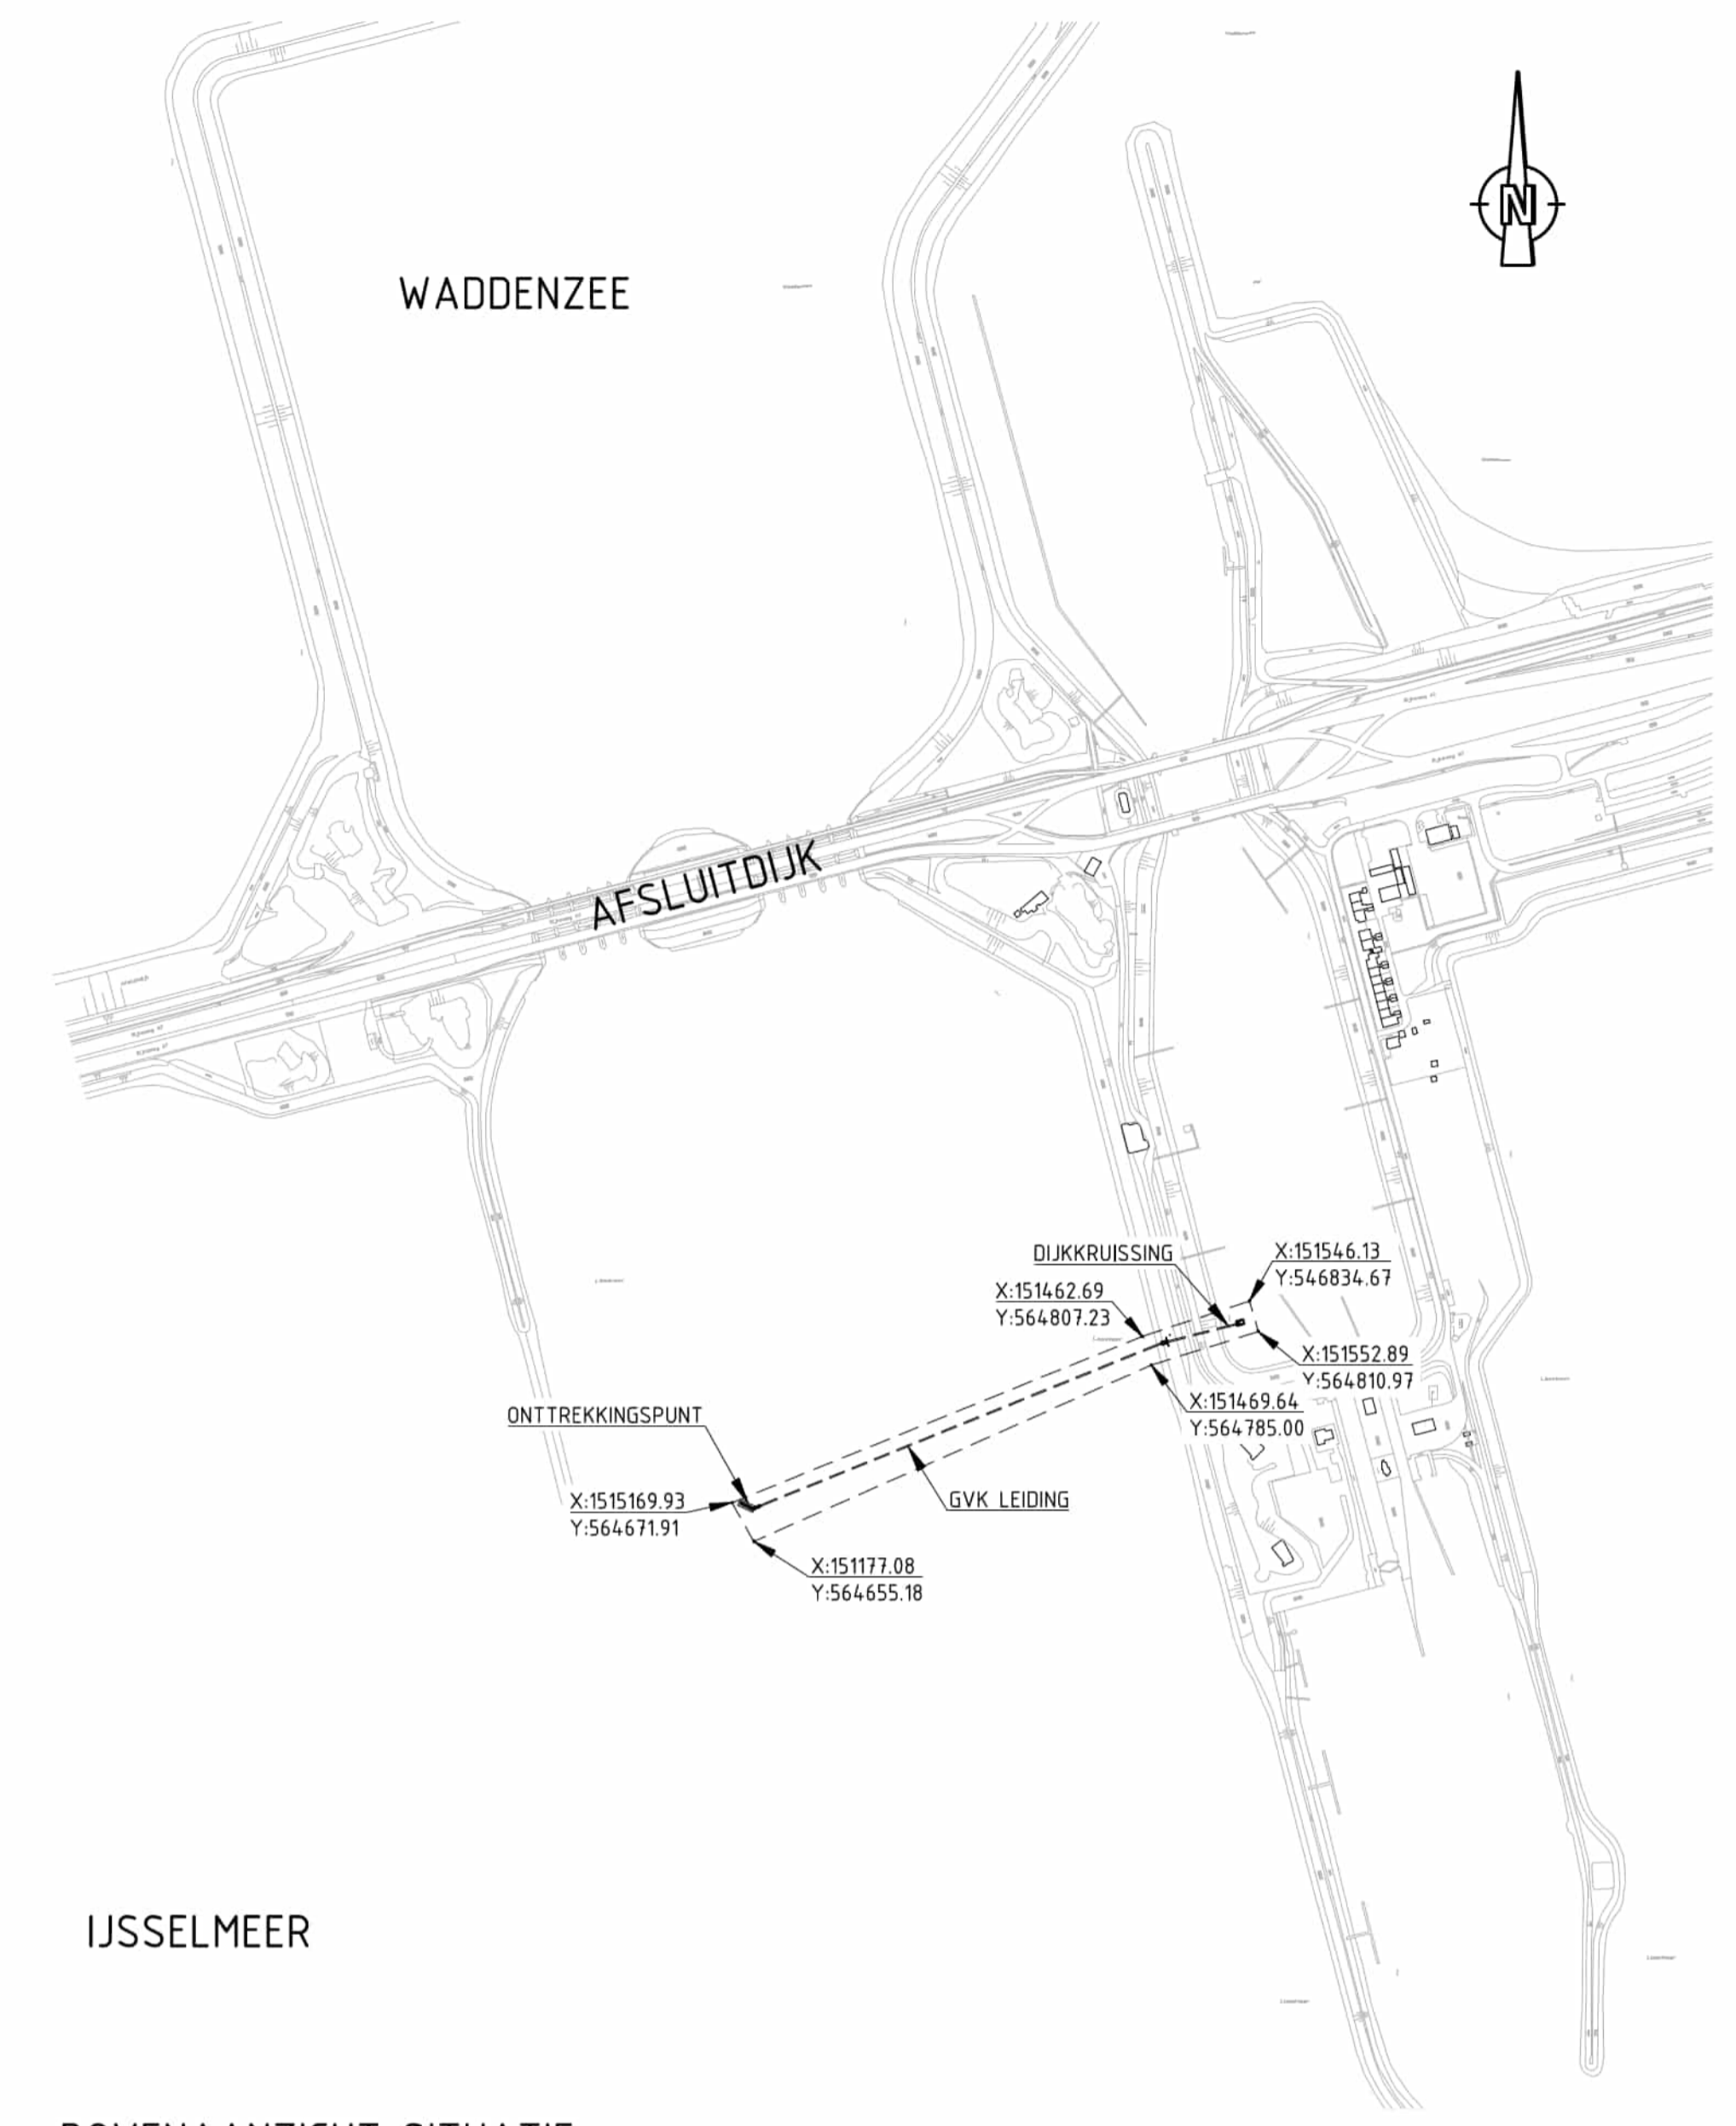 N
WADDENZEE
AFSLUITDIJK
DIJKKRUISSING
X:151546.13
Y:546834.67
X:151462.69
Y:564807.23
X:151552.89
Y:564810.97
X:151469.64
Y:564785.00
ONTTREKKINGSPUNT
GVK LEIDING
X:1515169.93
Y:564671.91
X:151177.08
Y:564655.18
IJSSELMEER